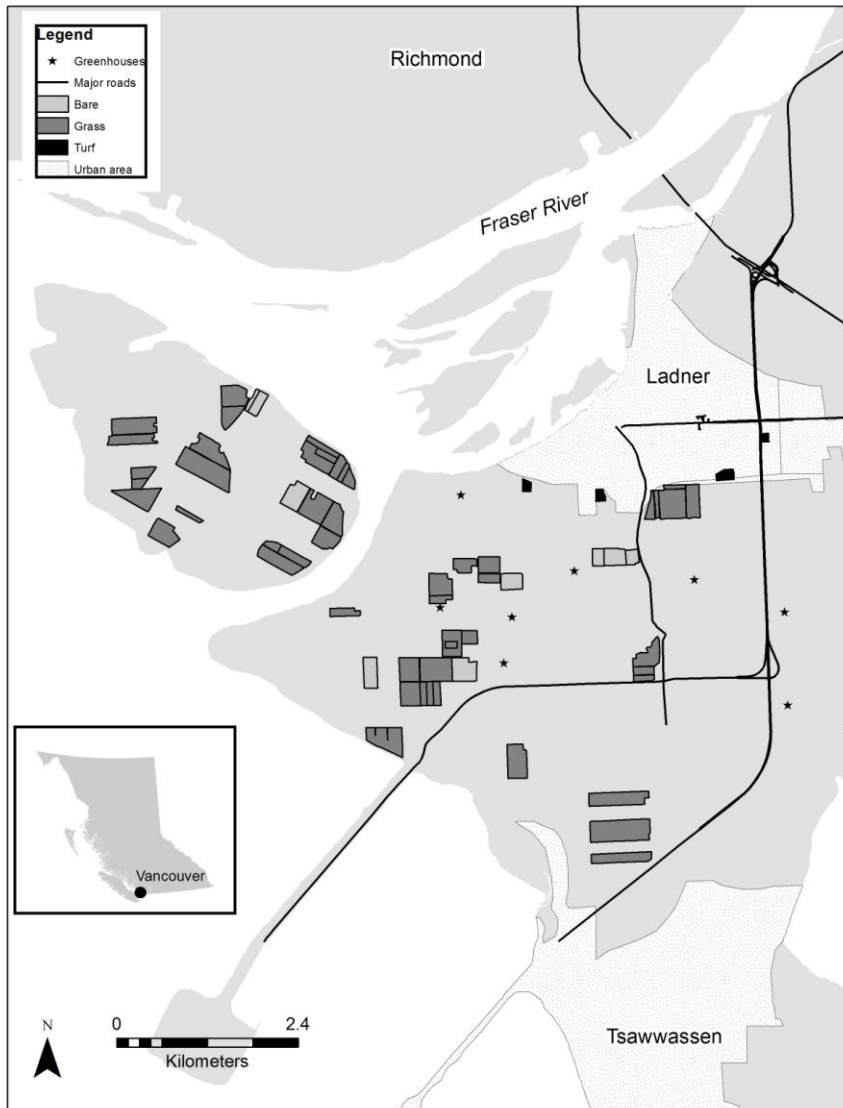 Legend
Greenhouses
Major roads
Bare
Grass
Turf
Urban area
Richmond
Fraser River
Ladner
Vancouver
N
0 2.4
Kilometers
Tsawwassen